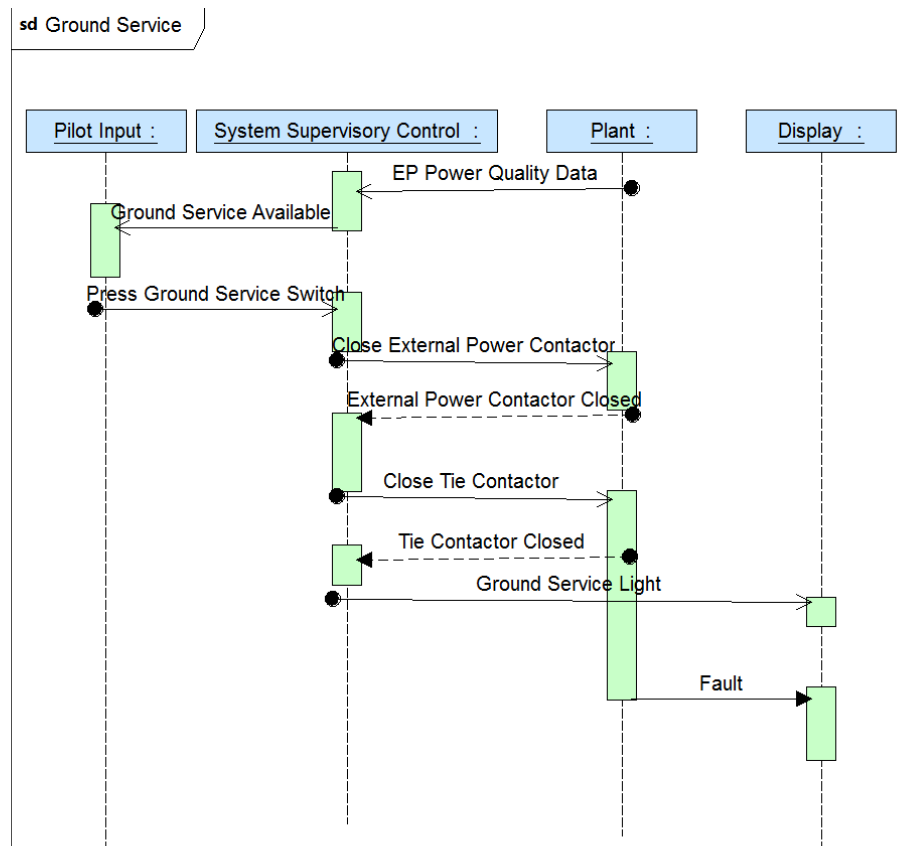 sd Ground Service
Pilot Input :
System Supervisory Control :
Plant :
Display :
EP Power Quality Data
Ground Service Available
Press Ground Service Switch
Close External Power Contactor
External Power Contactor Closed
Close Tie Contactor
Tie Contactor Closed
Ground Service Light
Fault